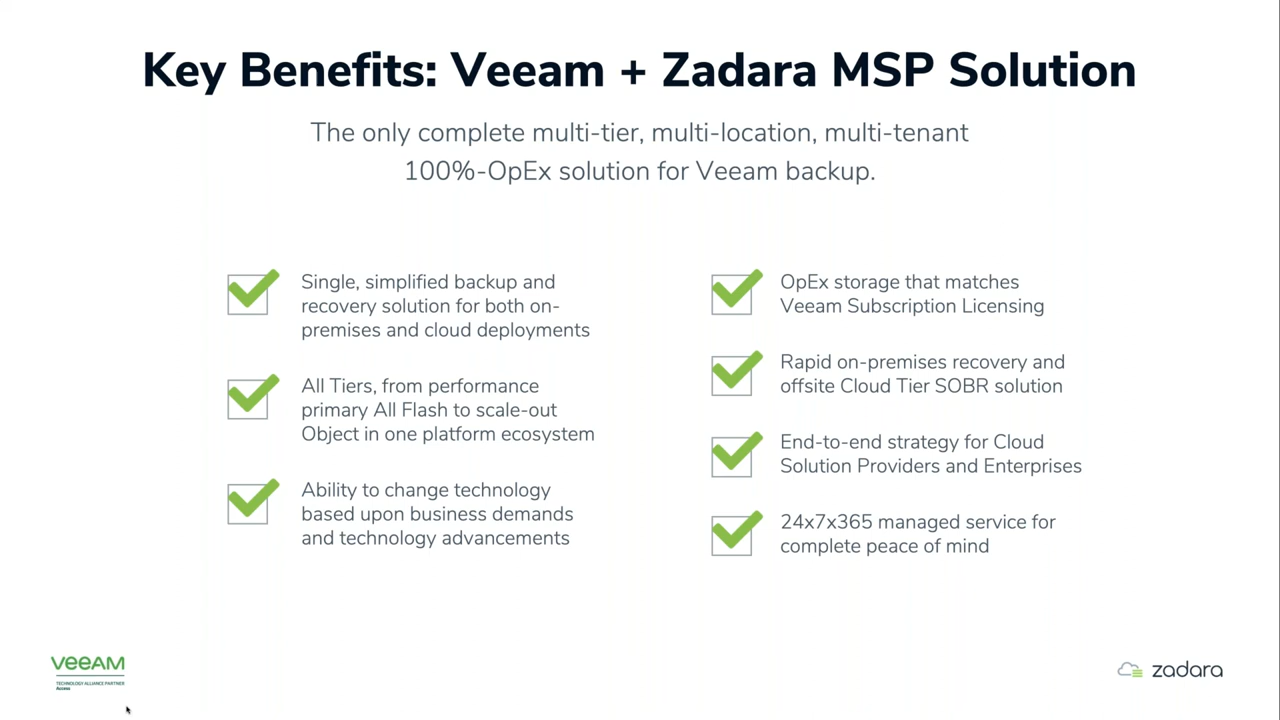 Key Benefits: Veeam + Zadara MSP Solution
The only complete multi-tier, multi-location, multi-tenant
100%-OpEx solution for Veeam backup.
Single, simplified backup and
recovery solution for both on-
premises and cloud deployments
All Tiers, from performance
primary All Flash to scale-out
Object in one platform ecosystem
Ability to change technology
based upon business demands
and technology advancements
OpEx storage that matches
Veeam Subscription Licensing
Rapid on-premises recovery and
offsite Cloud Tier SOBR solution
End-to-end strategy for Cloud
Solution Providers and Enterprises
24x7x365 managed service for
complete peace of mind
VEEAM
TECHNOLOGY ALLIANCE PARTNER
Access
zadara